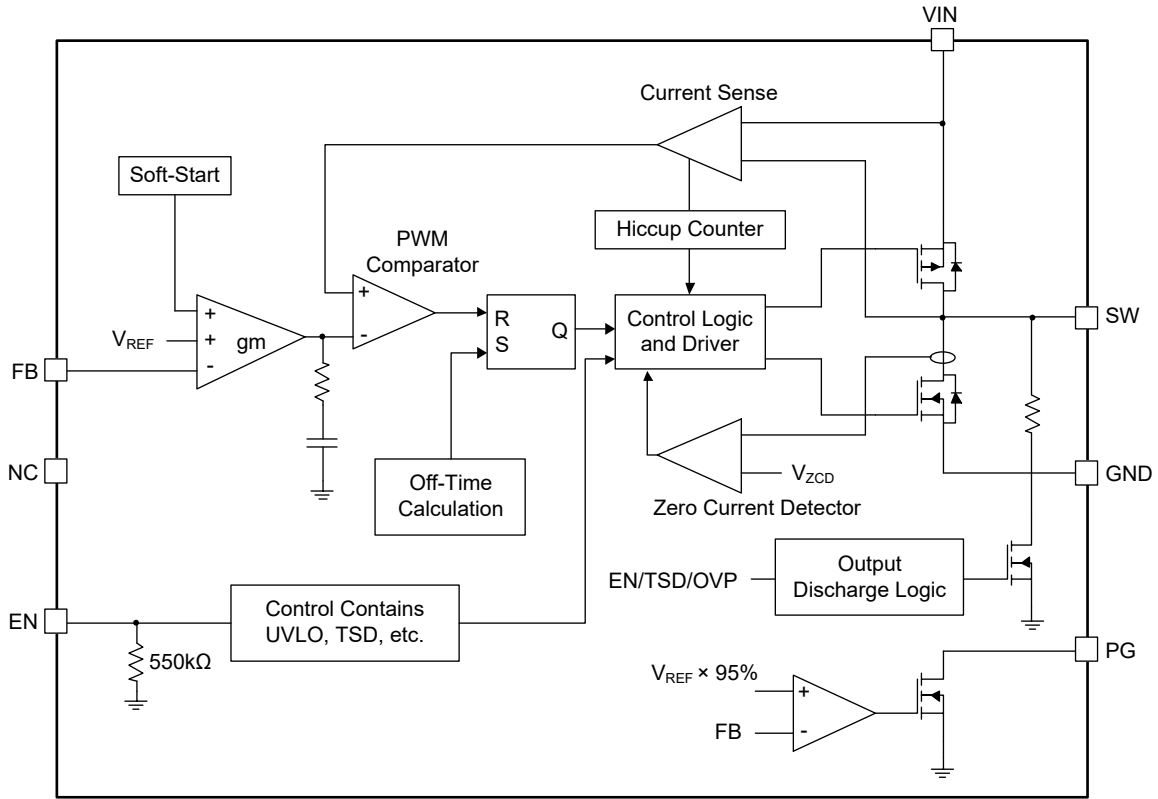 VIN
Current Sense
Soft-Start
Hiccup Counter
PWM
Comparator
+
-
R
S
Q
Control Logic
and Driver
SW
+
V_REF
+
gm
-
FB
NC
Off-Time
Calculation
V_ZCD
Zero Current Detector
GND
EN/TSD/OVP
Output
Discharge Logic
EN
550kΩ
Control Contains
UVLO, TSD, etc.
PG
V_REF × 95%
+
FB
-